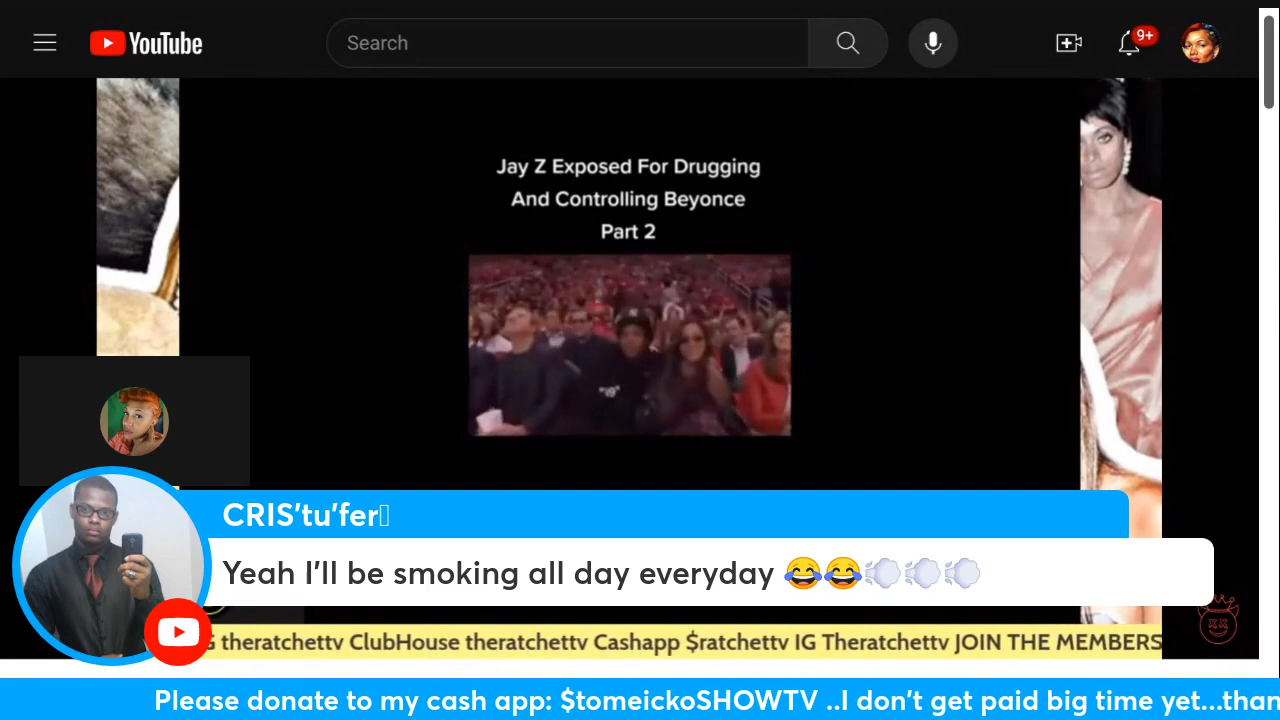 YouTube
Search
9+
Jay Z Exposed For Drugging
And Controlling Beyonce
Part 2
CRIS'tu'fer
Yeah I'll be smoking all day everyday 😂😂💨💨💨
theratchettv ClubHouse theratchettv Cashapp $ratchettv IG Theratchettv JOIN THE MEMBERS
Please donate to my cash app: $tomeickoSHOWTV ..I don't get paid big time yet...than